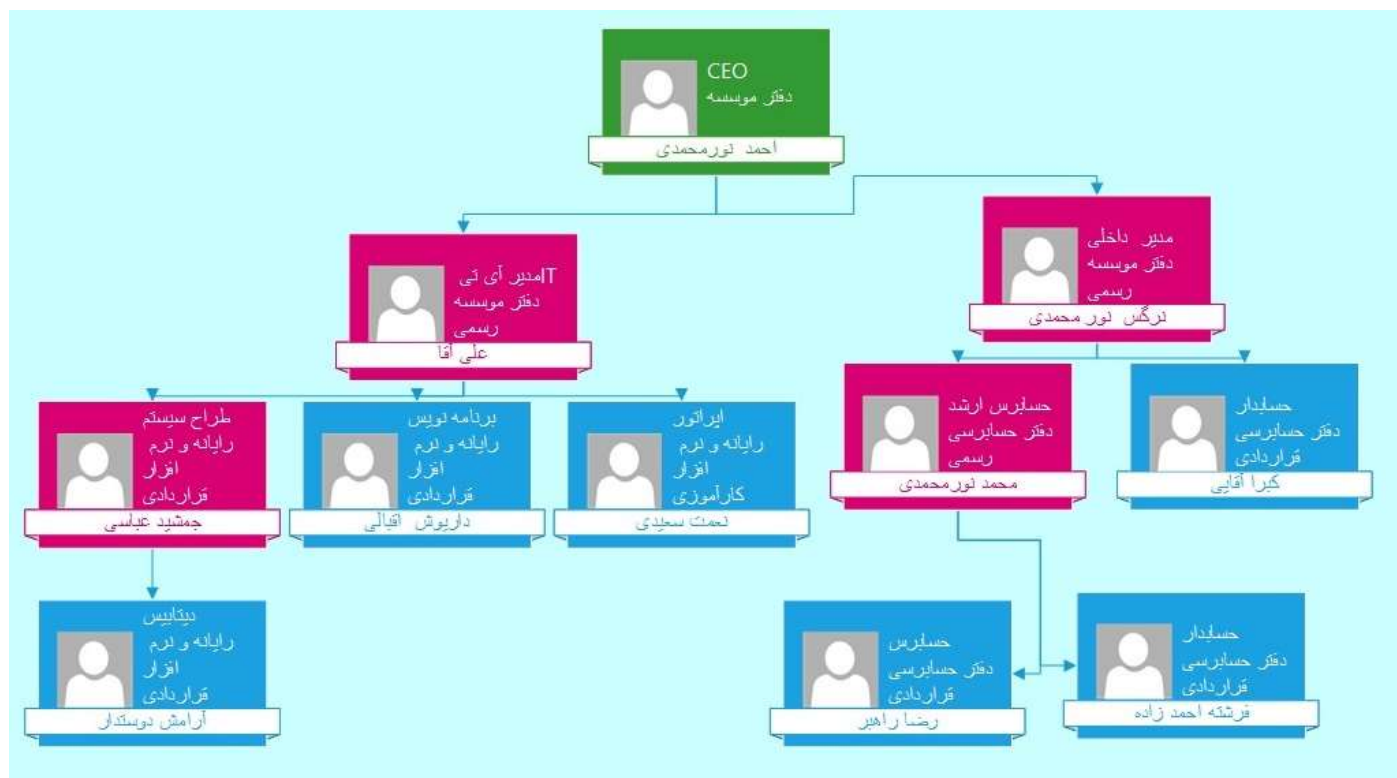 CEO
دفتر موسسه
احمد نورمحمدی
مدیر داخلی
دفتر موسسه
رسمی
نرگس نور محمدی
ITمدیر آی تی
دفتر موسسه
رسمی
علی آقا
حسابدار
دفتر حسابرسی
قراردادی
کبرا آقایی
حسابرس ارشد
دفتر حسابرسی
رسمی
محمد نورمحمدی
اپراتور
رایانه و نرم
افزار
کارآموزی
نعمت سعیدی
برنامه نویس
رایانه و نرم
افزار
قراردادی
داریوش اقبالی
طراح سیستم
رایانه و نرم
افزار
قراردادی
جمشید عباسی
حسابدار
دفتر حسابرسی
قراردادی
فرشته احمد زاده
حسابرس
دفتر حسابرسی
قراردادی
رضا راهبر
دیتابیس
رایانه و نرم
افزار
قراردادی
آرامش دوستدار